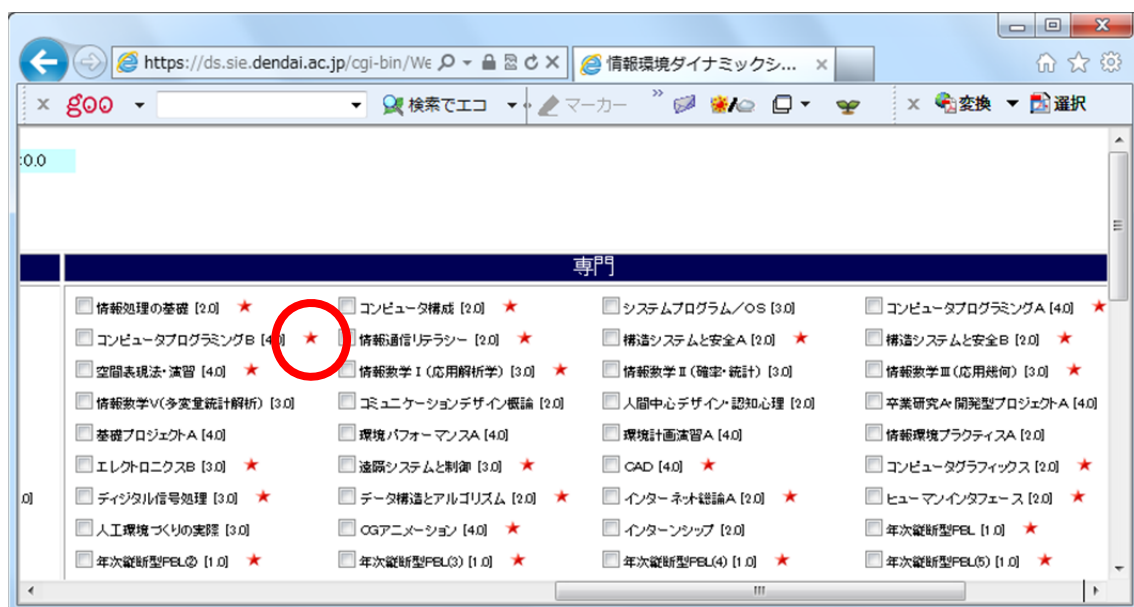 https://ds.sie.dendai.ac.jp/cgi-bin/We
情報環境ダイナミックシ... ×
goo 検索でエコ マーカー » 変換 選択
:0.0
専門
情報処理の基礎 [2.0] ★ コンピュータ構成 [2.0] ★ システムプログラム/OS [3.0] コンピュータプログラミングA [4.0] ★
コンピュータプログラミングB [4.0] ★ 情報通信リテラシー [2.0] ★ 構造システムと安全A [2.0] ★ 構造システムと安全B [2.0] ★
空間表現法・演習 [4.0] ★ 情報数学Ⅰ(応用解析学) [3.0] ★ 情報数学Ⅱ(確率・統計) [3.0] 情報数学Ⅲ(応用幾何) [3.0] ★
情報数学Ⅴ(多変量統計解析) [3.0] コミュニケーションデザイン概論 [2.0] 人間中心デザイン・認知心理 [2.0] 卒業研究A・開発型プロジェクトA [4.0]
基礎プロジェクトA [4.0] 環境パフォーマンスA [4.0] 環境計画演習A [4.0] 情報環境プラクティスA [2.0]
エレクトロニクスB [3.0] ★ 遠隔システムと制御 [3.0] ★ CAD [4.0] ★ コンピュータグラフィックス [2.0] ★
.0] ディジタル信号処理 [3.0] ★ データ構造とアルゴリズム [2.0] ★ インターネット総論A [2.0] ★ ヒューマンインタフェース [2.0] ★
人工環境づくりの実際 [3.0] CGアニメーション [4.0] ★ インターンシップ [2.0] 年次縦断型PBL [1.0] ★
年次縦断型PBL(2) [1.0] ★ 年次縦断型PBL(3) [1.0] ★ 年次縦断型PBL(4) [1.0] ★ 年次縦断型PBL(5) [1.0] ★